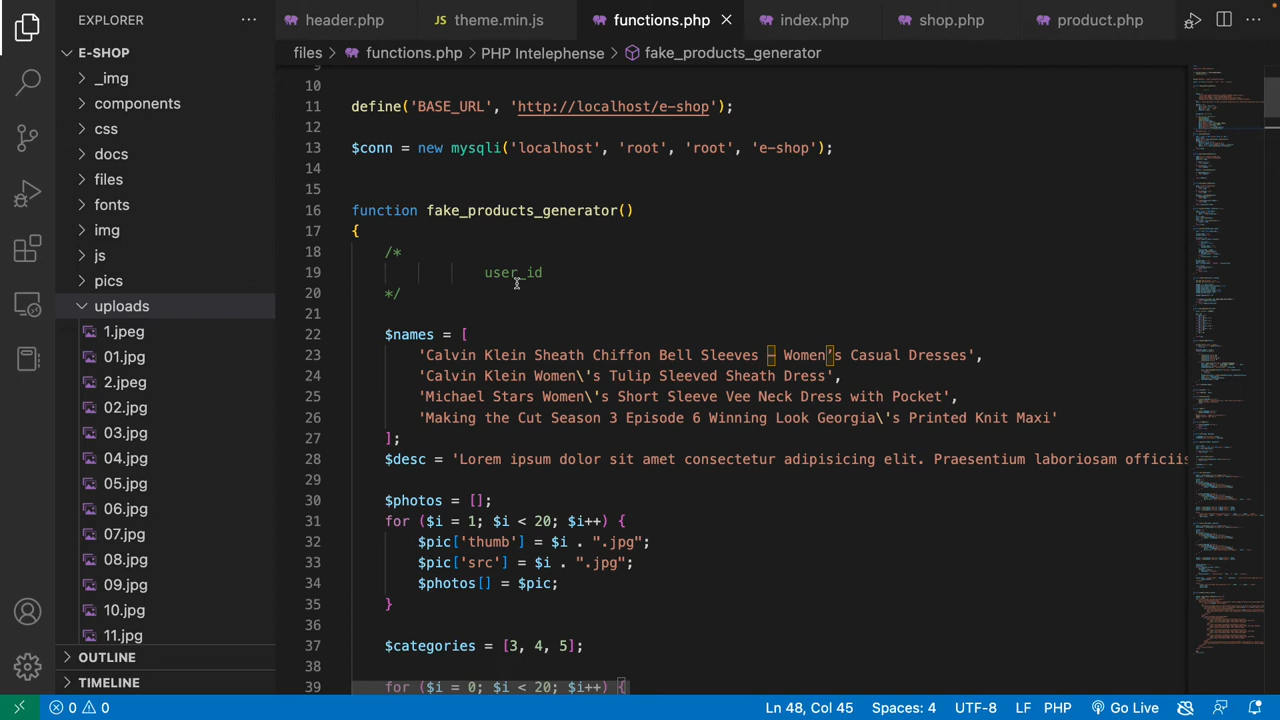 EXPLORER
header.php
JS theme.min.js
functions.php
index.php
shop.php
product.php
E-SHOP
files
functions.php
PHP Intelephense
fake_products_generator
_img
components
css
docs
files
fonts
img
js
pics
uploads
1.jpeg
01.jpg
2.jpeg
02.jpg
03.jpg
04.jpg
05.jpg
06.jpg
07.jpg
08.jpg
09.jpg
10.jpg
11.jpg
OUTLINE
TIMELINE
10
11 define('BASE_URL', 'http://localhost/e-shop');
12
13 $conn = new mysqli('localhost', 'root', 'root', 'e-shop');
14
15
16 function fake_products_generator()
17 {
18 /*
19 user_id
20 */
21
22 $names = [
23 'Calvin Klein Sheath Chiffon Bell Sleeves – Women’s Casual Dresses',
24 'Calvin Klein Women\'s Tulip Sleeved Sheath Dress',
25 'Michael Stars Women\'s Short Sleeve Vee Neck Dress with Pocket',
26 'Making the Cut Season 3 Episode 6 Winning Look Georgia\'s Printed Knit Maxi'
27 ];
28 $desc = 'Lorem ipsum dolor sit amet consectetur adipisicing elit. Praesentium laboriosam officiis
29
30 $photos = [];
31 for ($i = 1; $i < 20; $i++) {
32 $pic['thumb'] = $i . ".jpg";
33 $pic['src'] = $i . ".jpg";
34 $photos[] = $pic;
35 }
36
37 $categories = [3, 4, 5];
38
39 for ($i = 0; $i < 20; $i++) {
0 0
Ln 48, Col 45
Spaces: 4
UTF-8
LF
PHP
Go Live